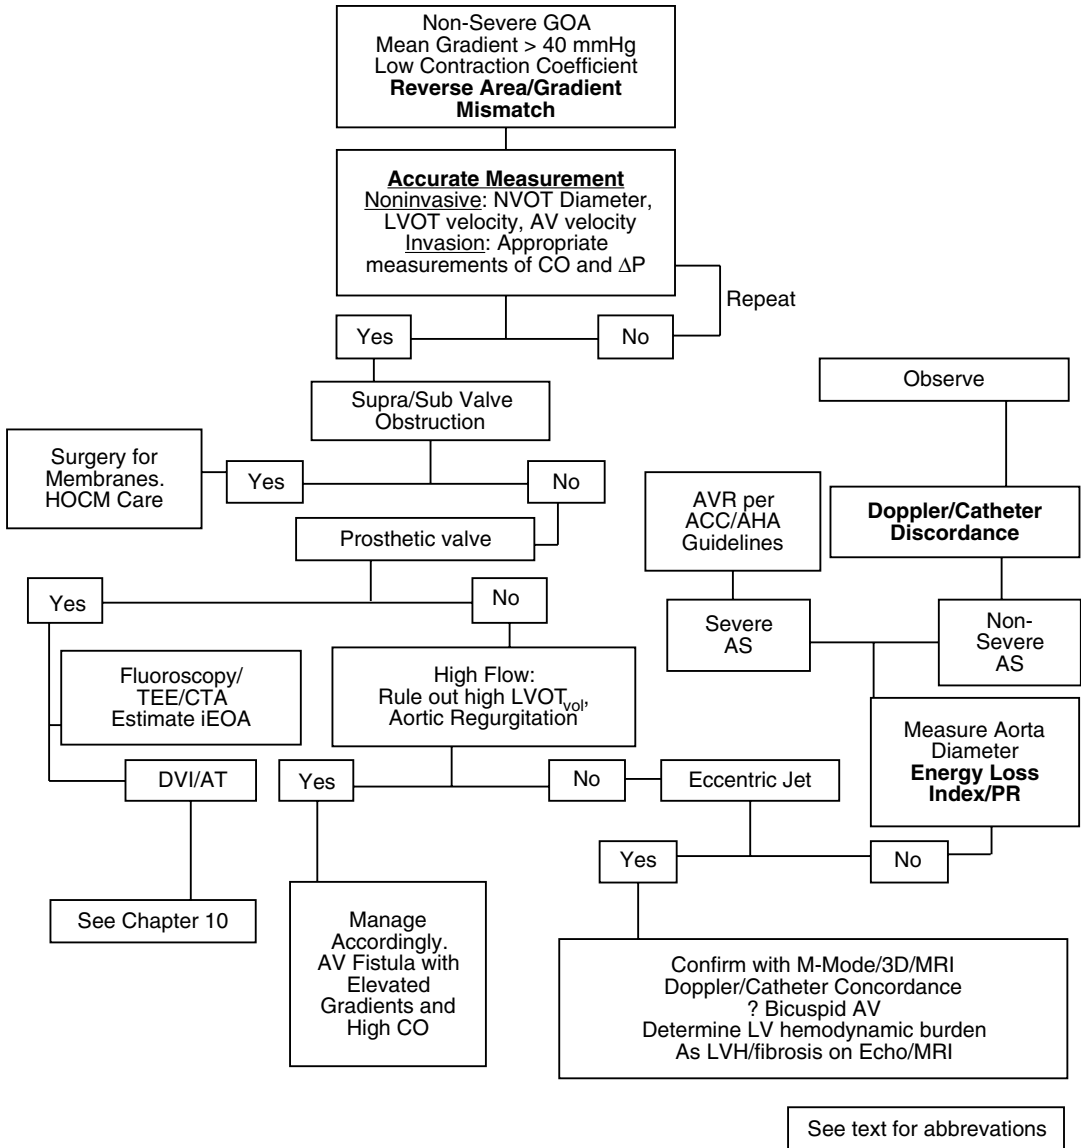 Non-Severe GOA
Mean Gradient > 40 mmHg
Low Contraction Coefficient
Reverse Area/Gradient
Mismatch
Accurate Measurement
Noninvasive: NVOT Diameter,
LVOT velocity, AV velocity
Invasion: Appropriate
measurements of CO and ΔP
Repeat
Yes
No
Supra/Sub Valve
Obstruction
Observe
Surgery for
Membranes.
HOCM Care
Yes
No
AVR per
ACC/AHA
Guidelines
Doppler/Catheter
Discordance
Prosthetic valve
Yes
No
Severe
AS
Non-
Severe
AS
Fluoroscopy/
TEE/CTA
Estimate iEOA
High Flow:
Rule out high LVOTvol,
Aortic Regurgitation
Measure Aorta
Diameter
Energy Loss
Index/PR
DVI/AT
Yes
No
Eccentric Jet
Yes
No
See Chapter 10
Manage
Accordingly.
AV Fistula with
Elevated
Gradients and
High CO
Confirm with M-Mode/3D/MRI
Doppler/Catheter Concordance
? Bicuspid AV
Determine LV hemodynamic burden
As LVH/fibrosis on Echo/MRI
See text for abbrevations